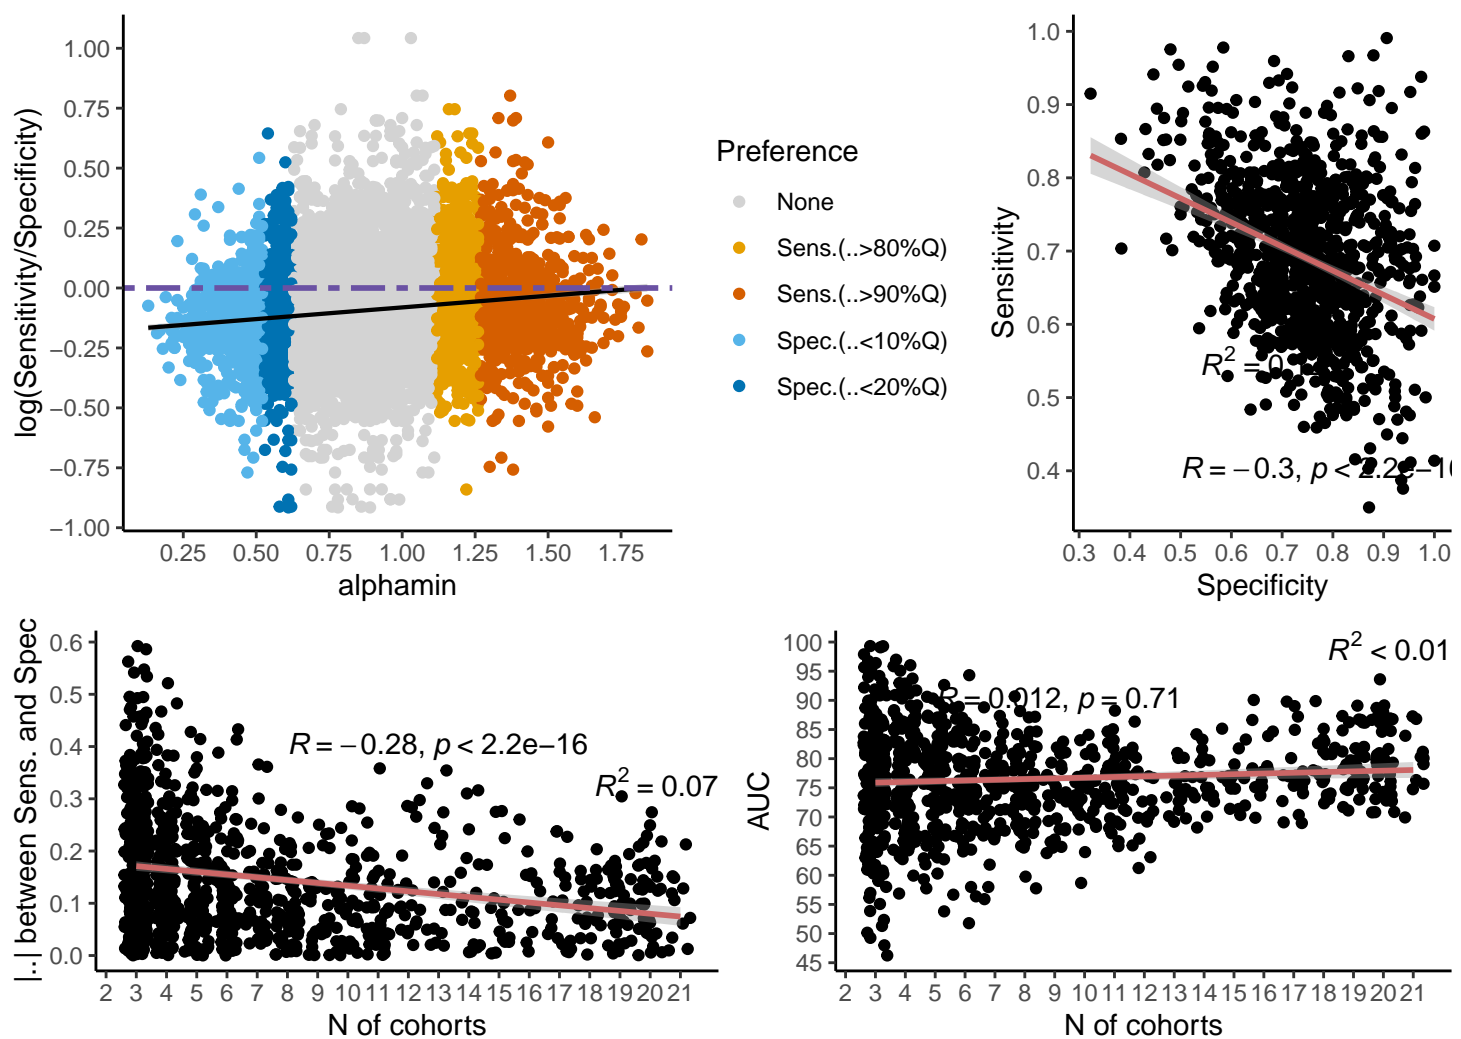 1.00
0.75
0.50
0.25
0.00
−0.25
−0.50
−0.75
−1.00
log(Sensitivity/Specificity)
0.25 0.50 0.75 1.00 1.25 1.50 1.75
alphamin
Preference
None
Sens.(..>80%Q)
Sens.(..>90%Q)
Spec.(..<10%Q)
Spec.(..<20%Q)
1.0
0.9
0.8
0.7
0.6
0.5
0.4
Sensitivity
R² = 0.
R = −0.3, p < 2.2e−1
0.3 0.4 0.5 0.6 0.7 0.8 0.9 1.0
Specificity
0.6
0.5
0.4
0.3
0.2
0.1
0.0
|..| between Sens. and Spec
R = −0.28, p < 2.2e−16
R² = 0.07
2 3 4 5 6 7 8 9 10 11 12 13 14 15 16 17 18 19 20 21
N of cohorts
100
95
90
85
80
75
70
65
60
55
50
45
AUC
R² < 0.01
R = 0.012, p = 0.71
2 3 4 5 6 7 8 9 10 11 12 13 14 15 16 17 18 19 20 21
N of cohorts